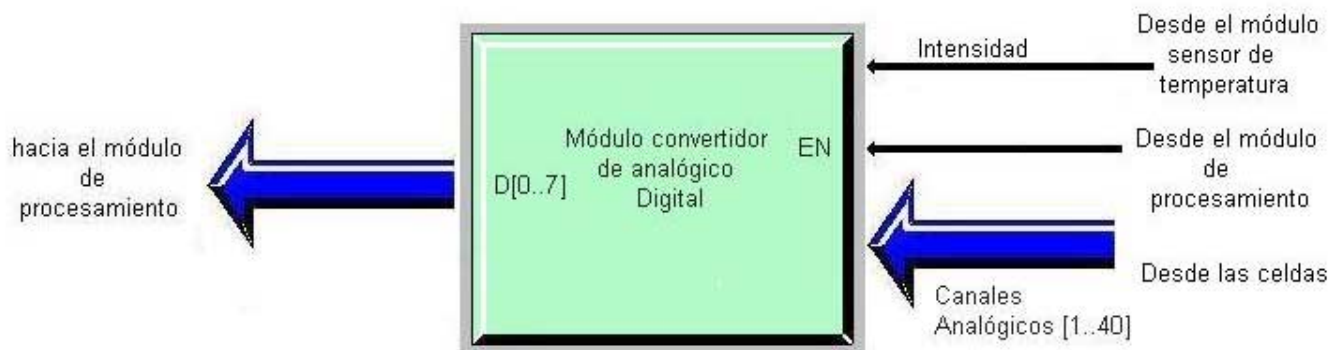 hacia el módulo
de
procesamiento
D[0..7]
Módulo convertidor
de analógico
Digital
EN
Intensidad
Desde el módulo
sensor de
temperatura
Desde el módulo
de
procesamiento
Desde las celdas
Canales
Analógicos [1..40]